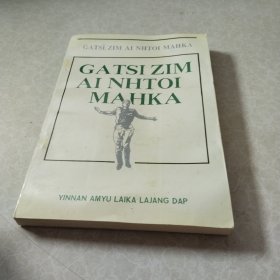 GATSI ZIM AI NHTOI MAHKA
GATSI ZIM
AI NHTOI
MAHKA
YINNAN AMYU LAIKA LAJANG DAP